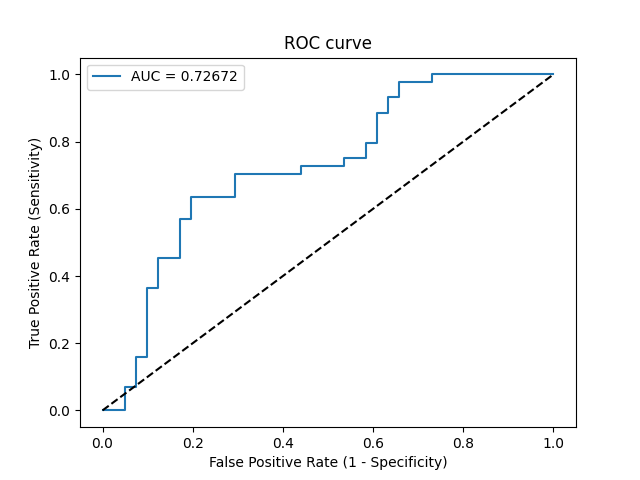 ROC curve
AUC = 0.72672
True Positive Rate (Sensitivity)
1.0
0.8
0.6
0.4
0.2
0.0
0.0 0.2 0.4 0.6 0.8 1.0
False Positive Rate (1 - Specificity)